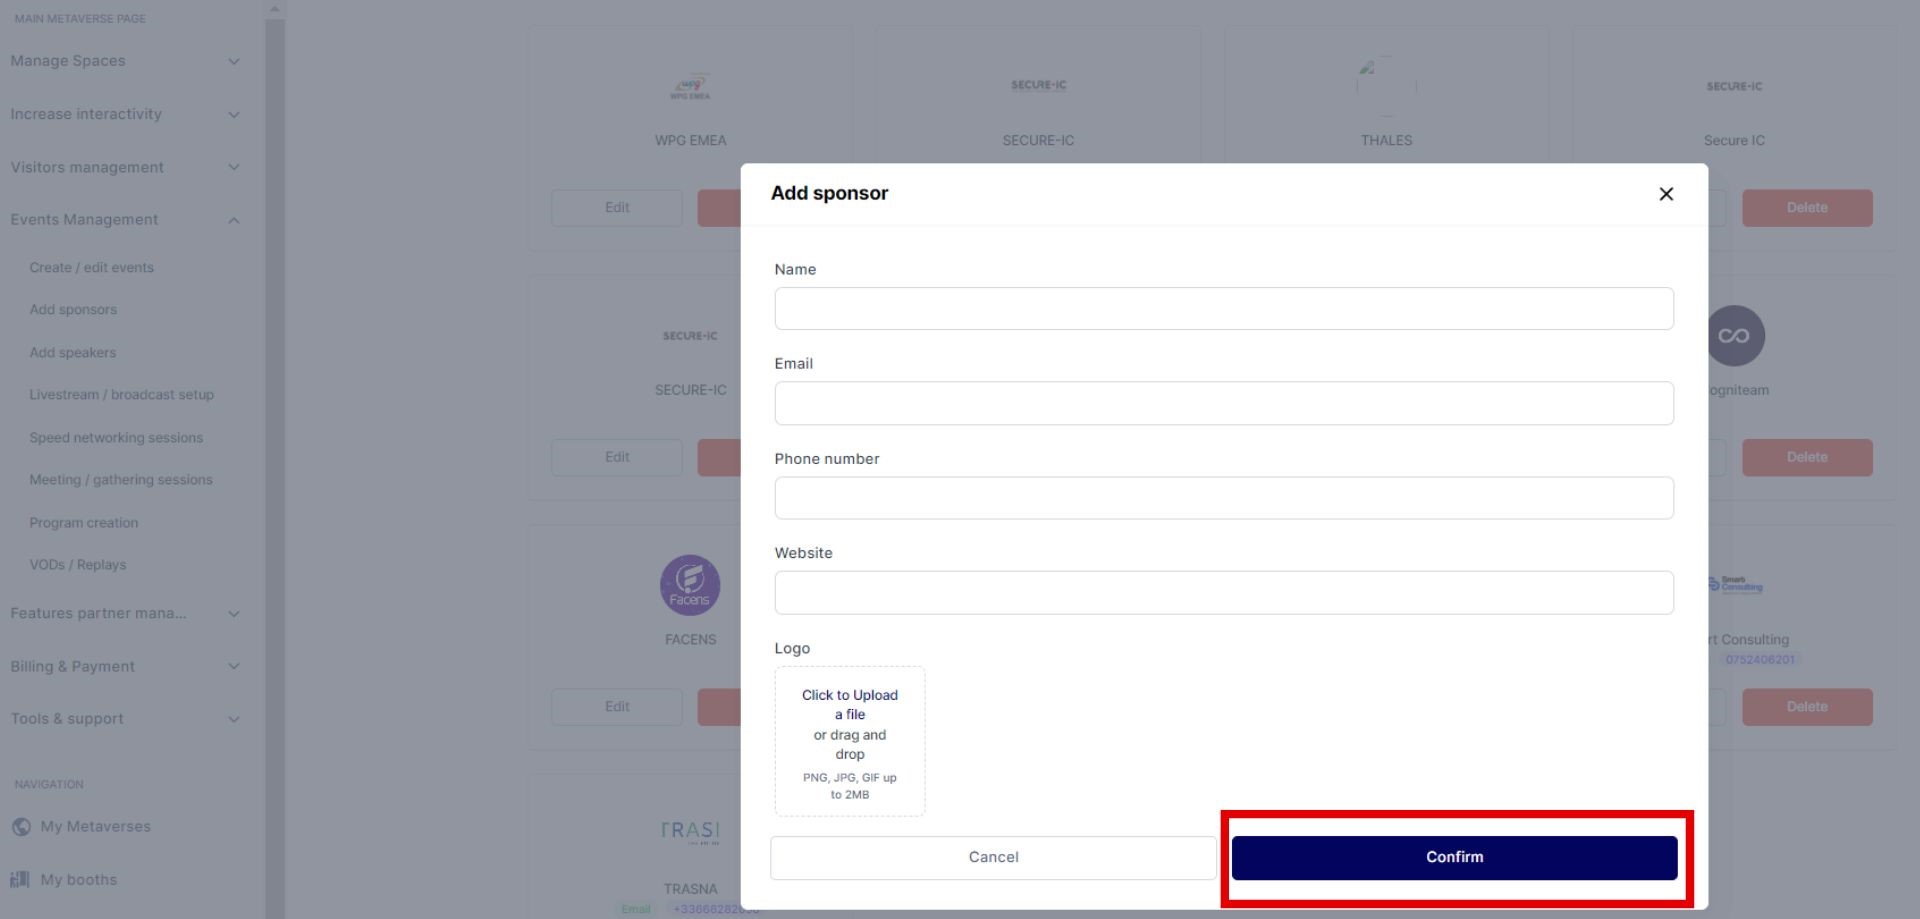 MAIN METAVERSE PAGE
Manage Spaces
Increase interactivity
Visitors management
Events Management
Create / edit events
Add sponsors
Add speakers
Livestream / broadcast setup
Speed networking sessions
Meeting / gathering sessions
Program creation
VODs / Replays
Features partner mana...
Billing & Payment
Tools & support
NAVIGATION
My Metaverses
My booths
wpg
WPG EMEA
WPG EMEA
Edit
SECURE-IC
SECURE-IC
THALES
SECURE-IC
Secure IC
Delete
SECURE-IC
SECURE-IC
Edit
ogniteam
Delete
Facens
FACENS
Edit
Smart
Consulting
rt Consulting
0752406201
Delete
TRASI
TRASNA
Email
Add sponsor
Name
Email
Phone number
Website
Logo
Click to Upload
a file
or drag and
drop
PNG, JPG, GIF up
to 2MB
Cancel
Confirm